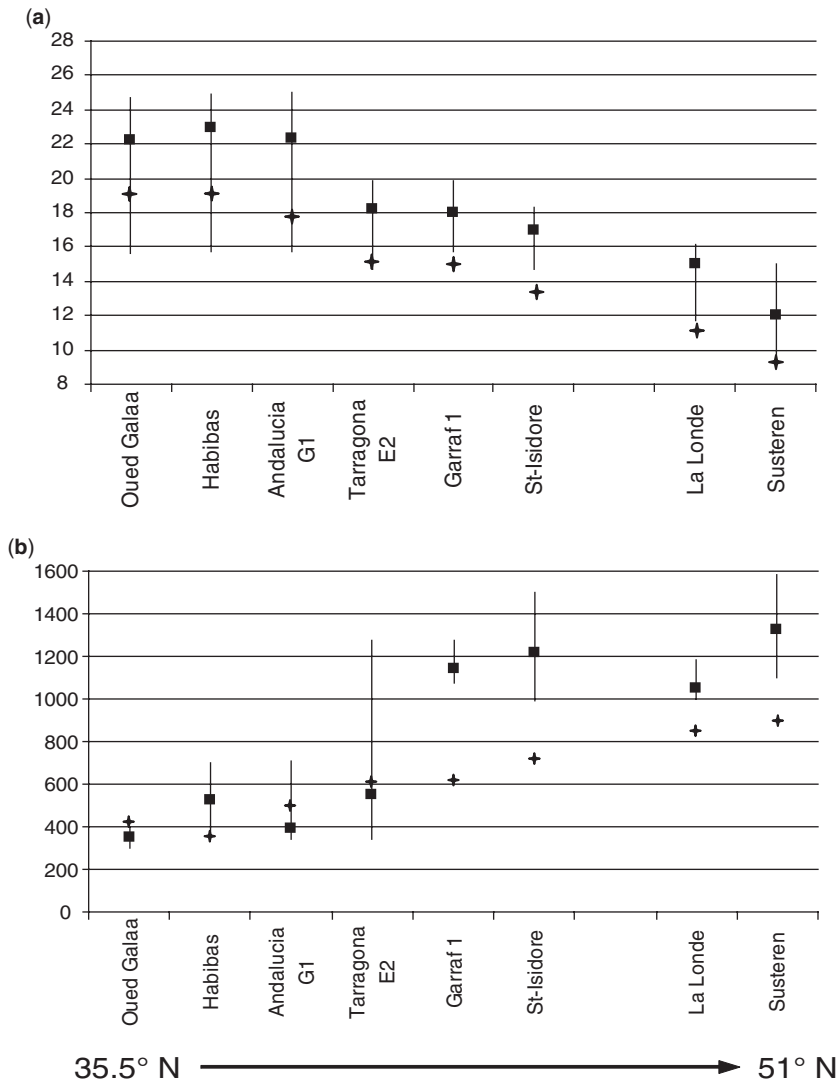 (a)
28
26
24
22
20
18
16
14
12
10
8
Oued Galaa
Habibas
Andalucia
G1
Tarragona
E2
Garraf 1
St-Isidore
La Londe
Susteren
(b)
1600
1400
1200
1000
800
600
400
200
0
Oued Galaa
Habibas
Andalucia
G1
Tarragona
E2
Garraf 1
St-Isidore
La Londe
Susteren
35.5° N 51° N